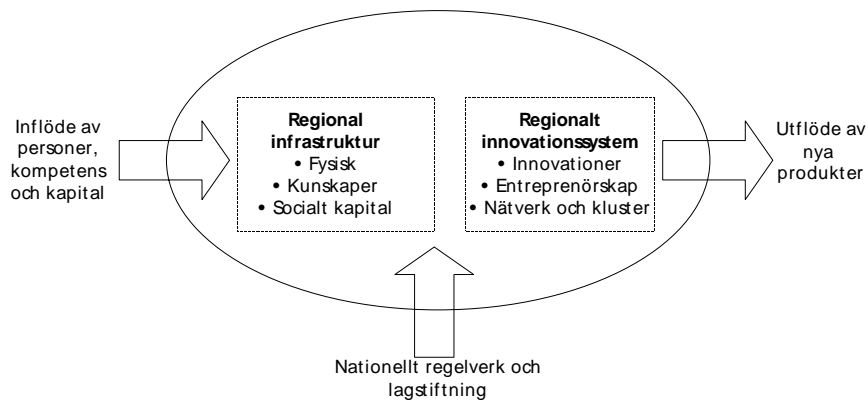 Inflöde av
personer,
kompetens
och kapital
Regional
infrastruktur
• Fysisk
• Kunskaper
• Socialt kapital
Regionalt
innovationssystem
• Innovationer
• Entreprenörskap
• Nätverk och kluster
Utflöde av
nya
produkter
Nationellt regelverk och
lagstiftning